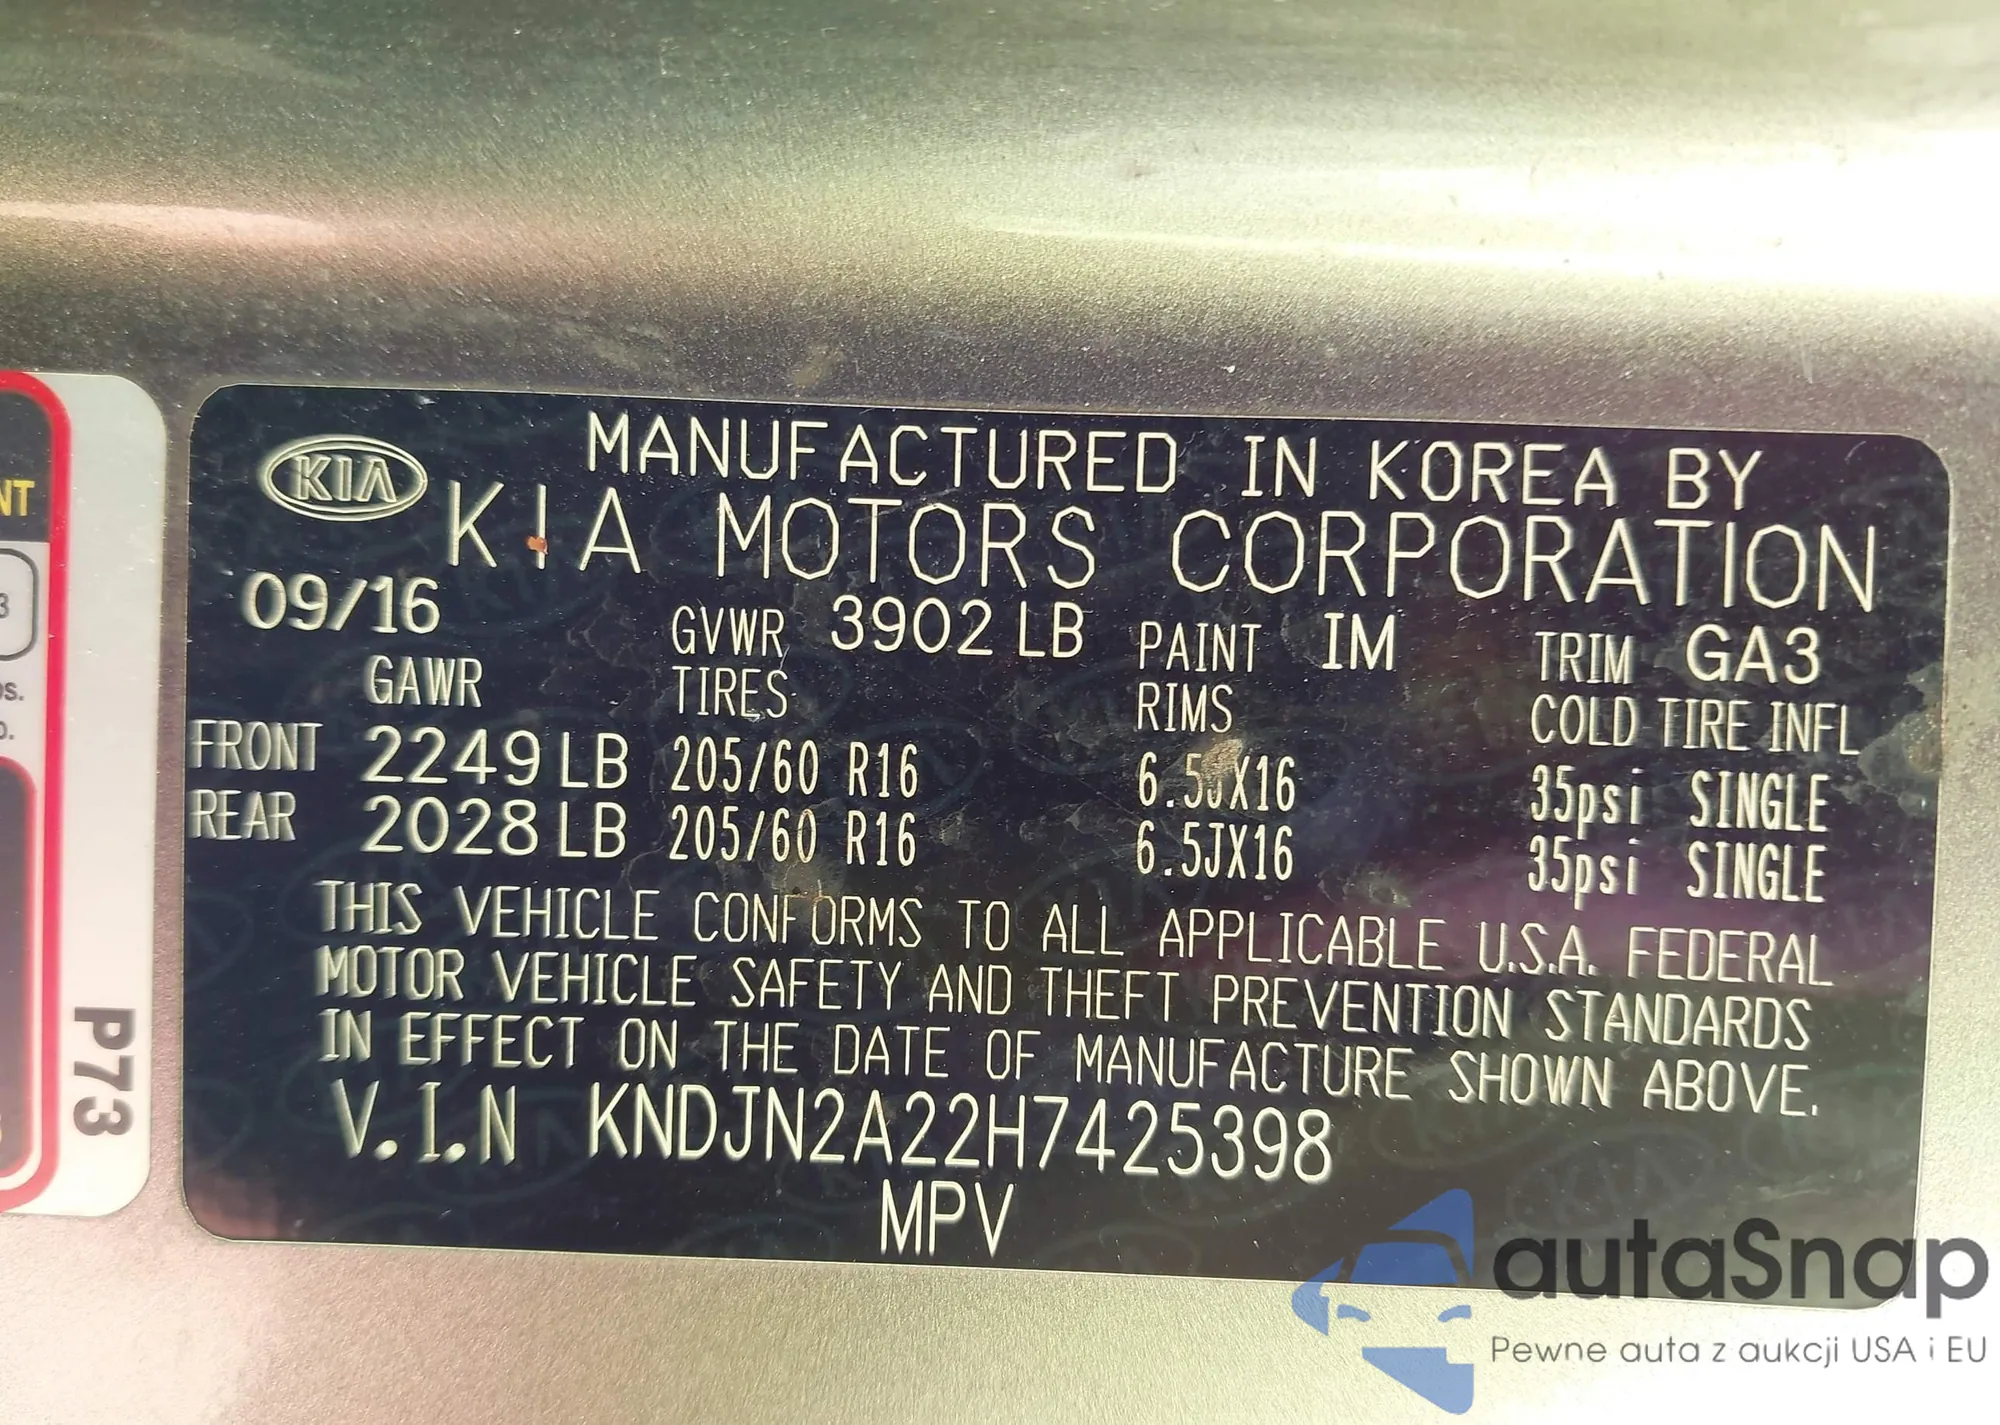 MANUFACTURED IN KOREA BY
KIA
KIA MOTORS CORPORATION
09/16 GVWR 3902 LB PAINT IM TRIM GA3
GAWR TIRES RIMS COLD TIRE INFL
FRONT 2249 LB 205/60 R16 6.5JX16 35psi SINGLE
REAR 2028 LB 205/60 R16 6.5JX16 35psi SINGLE
THIS VEHICLE CONFORMS TO ALL APPLICABLE U.S.A. FEDERAL
MOTOR VEHICLE SAFETY AND THEFT PREVENTION STANDARDS
IN EFFECT ON THE DATE OF MANUFACTURE SHOWN ABOVE.
V.I.N KNDJN2A22H7425398
MPV
P73
autaSnap
Pewne auta z aukcji USA i EU